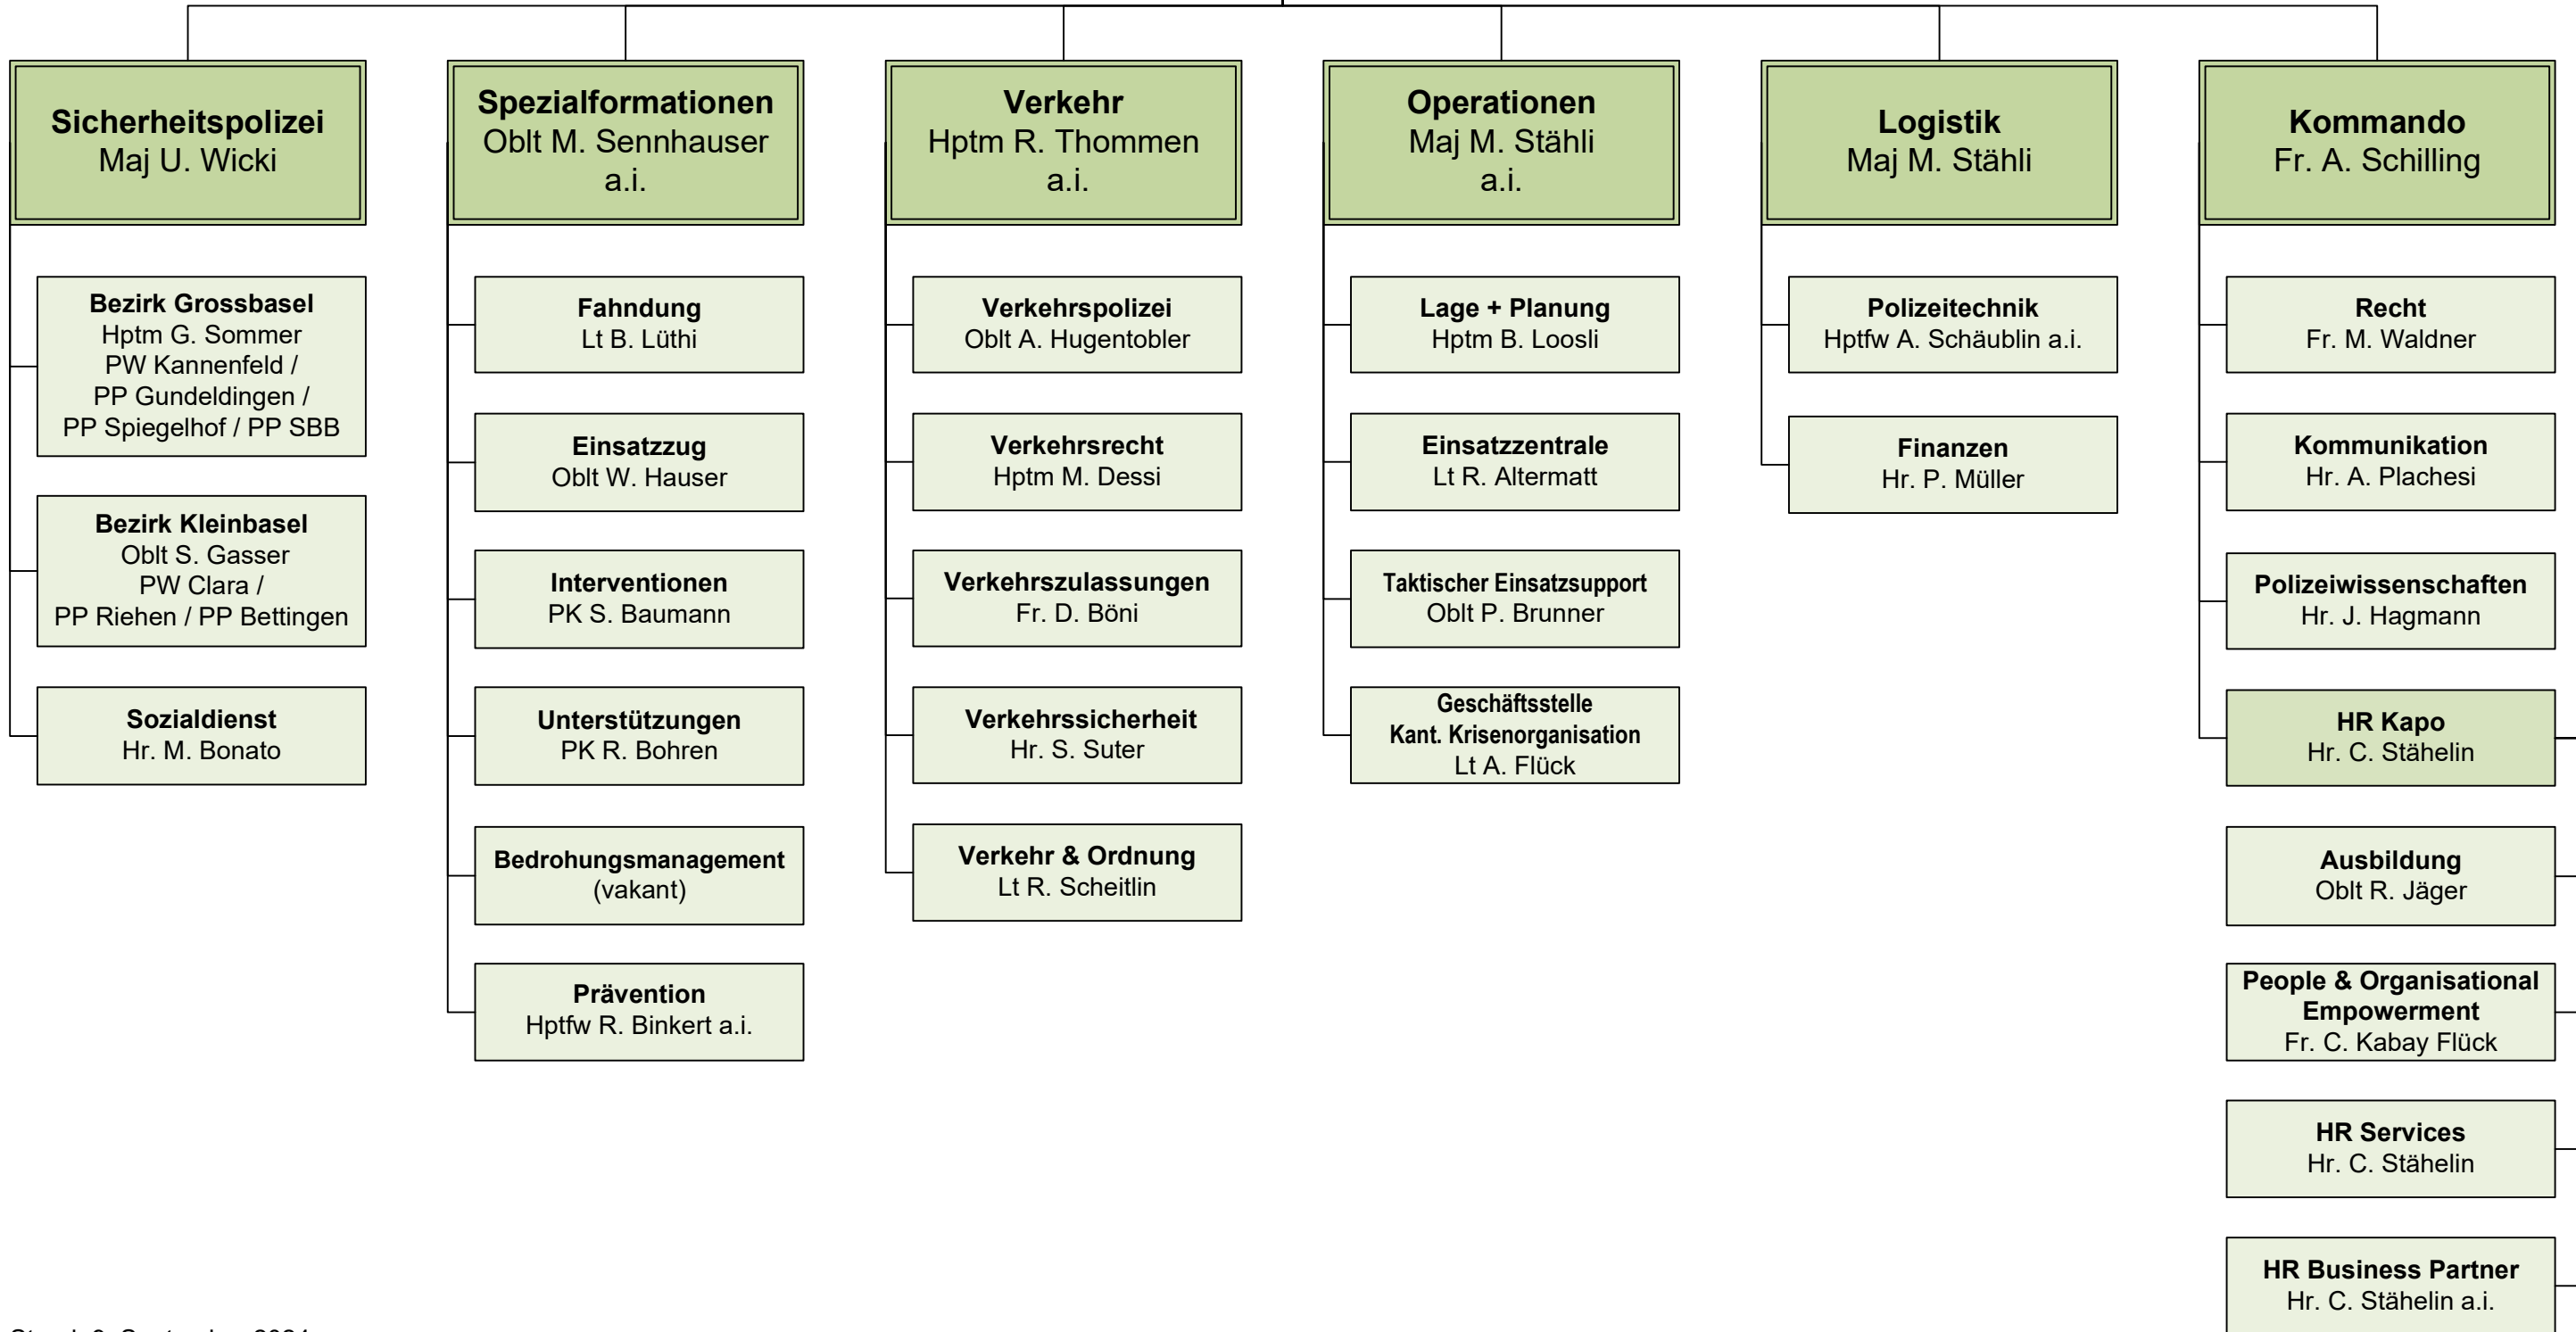 Sicherheitspolizei
Maj U. Wicki
Spezialformationen
Oblt M. Sennhauser
a.i.
Verkehr
Hptm R. Thommen
a.i.
Operationen
Maj M. Stähli
a.i.
Logistik
Maj M. Stähli
Kommando
Fr. A. Schilling
Bezirk Grossbasel
Hptm G. Sommer
PW Kannenfeld /
PP Gundeldingen /
PP Spiegelhof / PP SBB
Bezirk Kleinbasel
Oblt S. Gasser
PW Clara /
PP Riehen / PP Bettingen
Sozialdienst
Hr. M. Bonato
Fahndung
Lt B. Lüthi
Einsatzzug
Oblt W. Hauser
Interventionen
PK S. Baumann
Unterstützungen
PK R. Bohren
Bedrohungsmanagement
(vakant)
Prävention
Hptfw R. Binkert a.i.
Verkehrspolizei
Oblt A. Hugentobler
Verkehrsrecht
Hptm M. Dessi
Verkehrszulassungen
Fr. D. Böni
Verkehrssicherheit
Hr. S. Suter
Verkehr & Ordnung
Lt R. Scheitlin
Lage + Planung
Hptm B. Loosli
Einsatzzentrale
Lt R. Altermatt
Taktischer Einsatzsupport
Oblt P. Brunner
Geschäftsstelle
Kant. Krisenorganisation
Lt A. Flück
Polizeitechnik
Hptfw A. Schäublin a.i.
Finanzen
Hr. P. Müller
Recht
Fr. M. Waldner
Kommunikation
Hr. A. Plachesi
Polizeiwissenschaften
Hr. J. Hagmann
HR Kapo
Hr. C. Stähelin
Ausbildung
Oblt R. Jäger
People & Organisational
Empowerment
Fr. C. Kabay Flück
HR Services
Hr. C. Stähelin
HR Business Partner
Hr. C. Stähelin a.i.